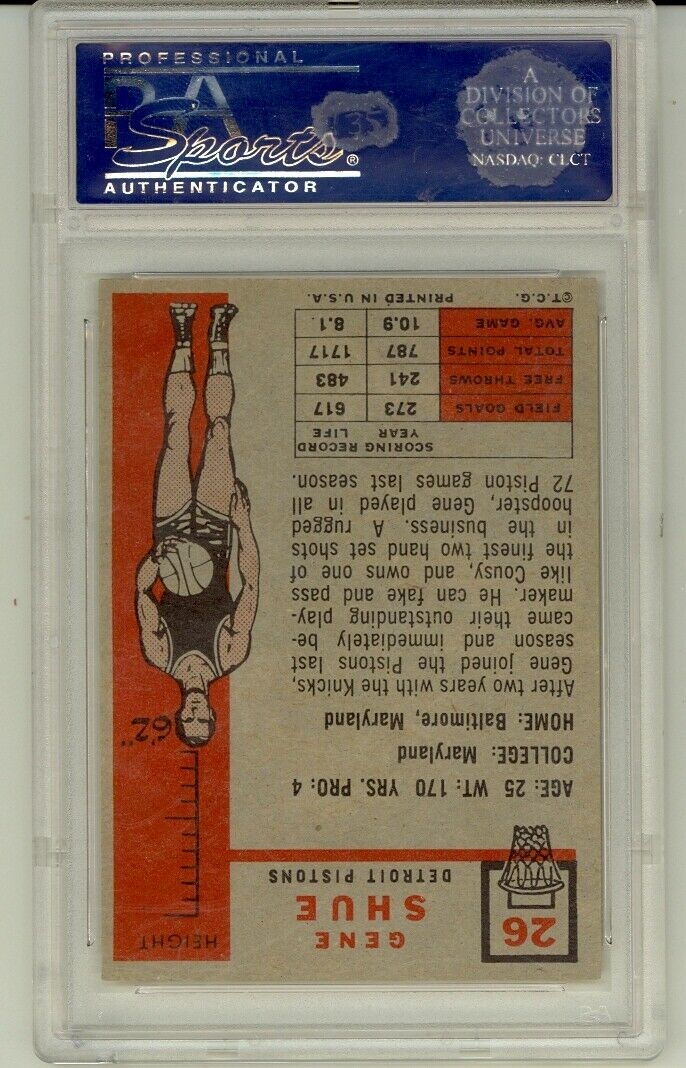 PROFESSIONAL
PSA
Sports®
AUTHENTICATOR
A
DIVISION OF
COLLECTORS
UNIVERSE
NASDAQ: CLCT
26
GENE
SHUE
DETROIT PISTONS
HEIGHT
6'2"
AGE: 25 WT: 170 YRS. PRO: 4
COLLEGE: Maryland
HOME: Baltimore, Maryland
After two years with the Knicks,
Gene joined the Pistons last
season and immediately be-
came their outstanding play-
maker. He can fake and pass
like Cousy, and owns one of
the finest two hand set shots
in the business. A rugged
hoopster, Gene played in all
72 Piston games last season.
SCORING RECORD
YEAR LIFE
FIELD GOALS 273 617
FREE THROWS 241 483
TOTAL POINTS 787 1717
AVG. GAME 10.9 8.1
©T.C.G. PRINTED IN U.S.A.